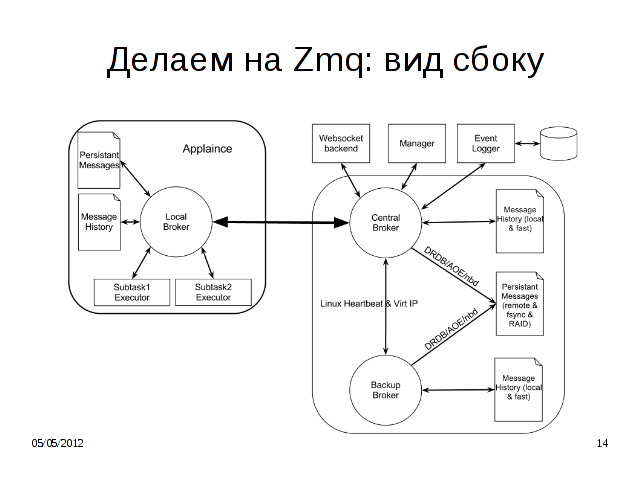 Делаем на Zmq: вид сбоку
Applaince
Persistant
Messages
Message
History
Local
Broker
Subtask1
Executor
Subtask2
Executor
Websocket
backend
Manager
Event
Logger
Central
Broker
Message
History (local
& fast)
DRDB/AOE/nbd
Linux Heartbeat & Virt IP
Persistant
Messages
(remote &
fsync &
RAID)
DRDB/AOE/nbd
Backup
Broker
Message
History (local
& fast)
05/05/2012
14